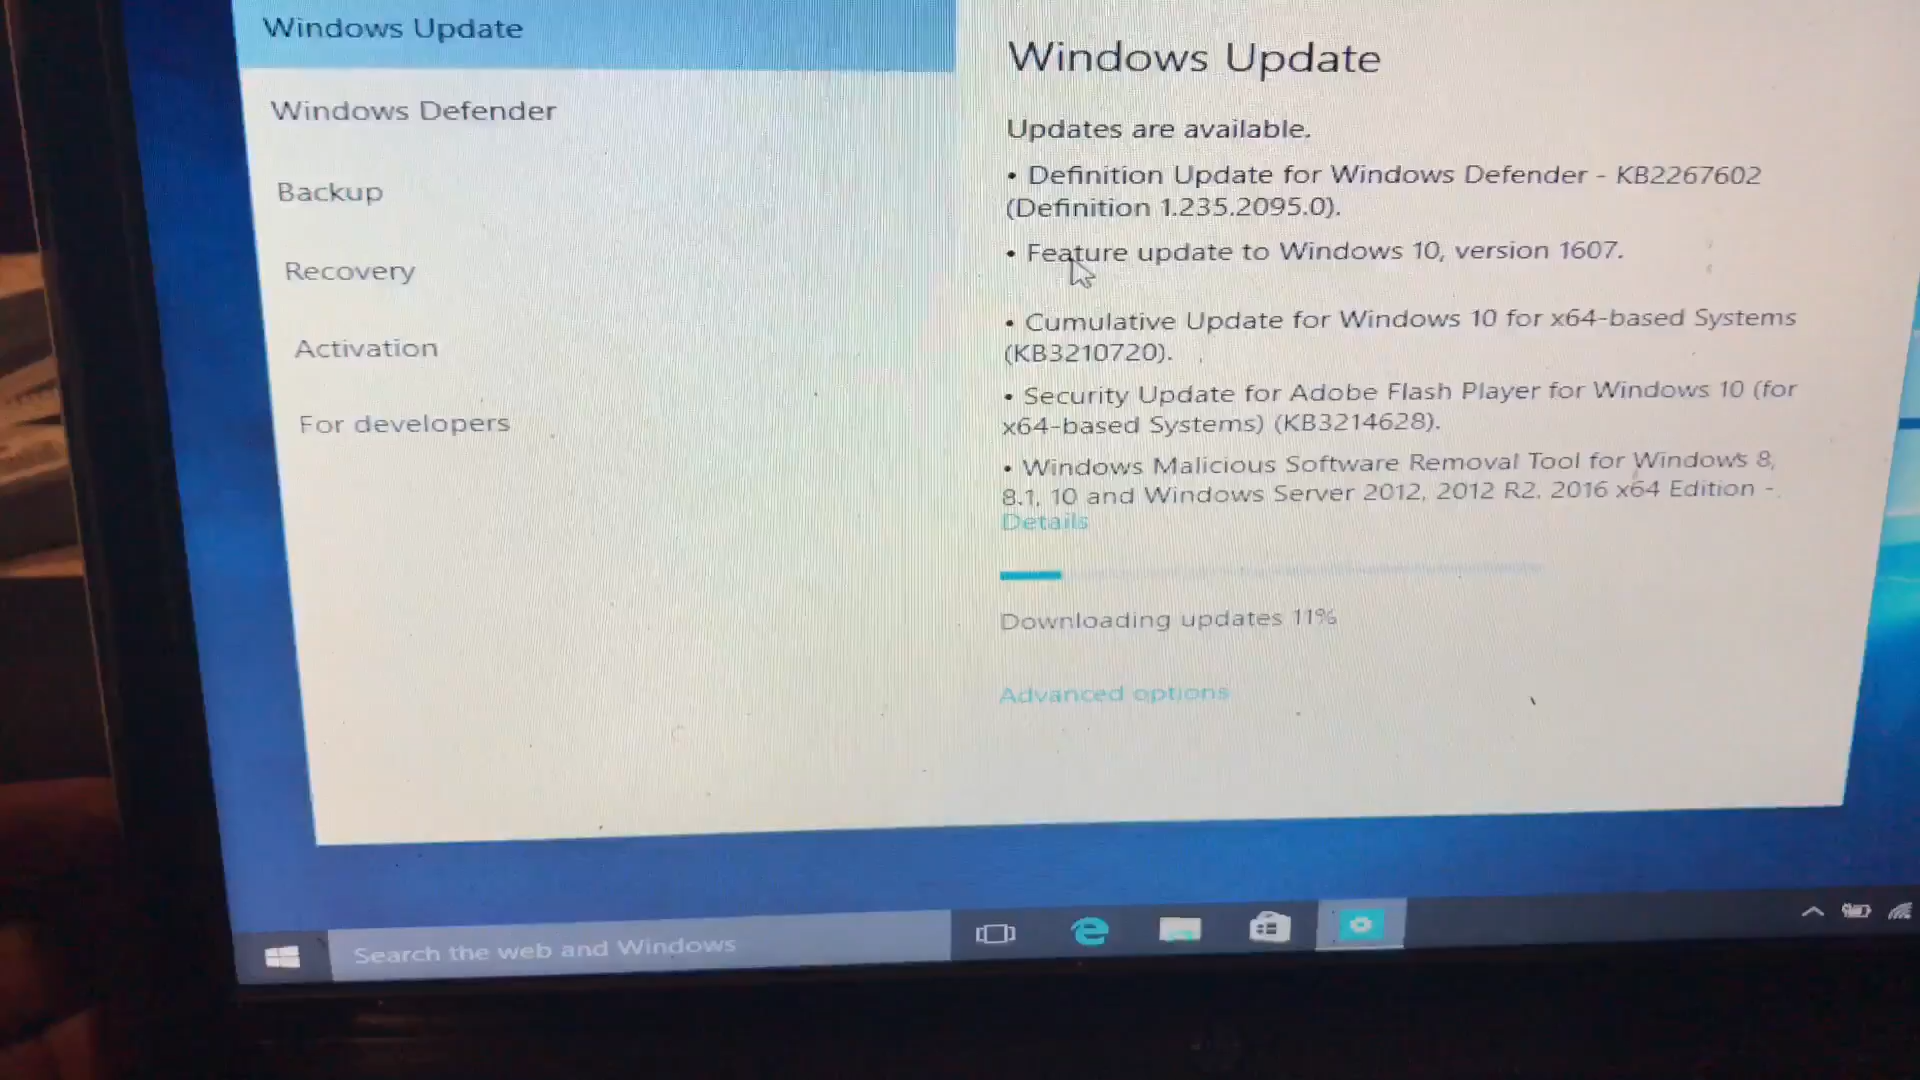 Windows Update
Windows Defender
Backup
Recovery
Activation
For developers
Windows Update
Updates are available.
• Definition Update for Windows Defender - KB2267602
(Definition 1.235.2095.0).
• Feature update to Windows 10, version 1607.
• Cumulative Update for Windows 10 for x64-based Systems
(KB3210720).
• Security Update for Adobe Flash Player for Windows 10 (for
x64-based Systems) (KB3214628).
• Windows Malicious Software Removal Tool for Windows 8,
8.1, 10 and Windows Server 2012, 2012 R2, 2016 x64 Edition -
Details
Downloading updates 11%
Advanced options
Search the web and Windows